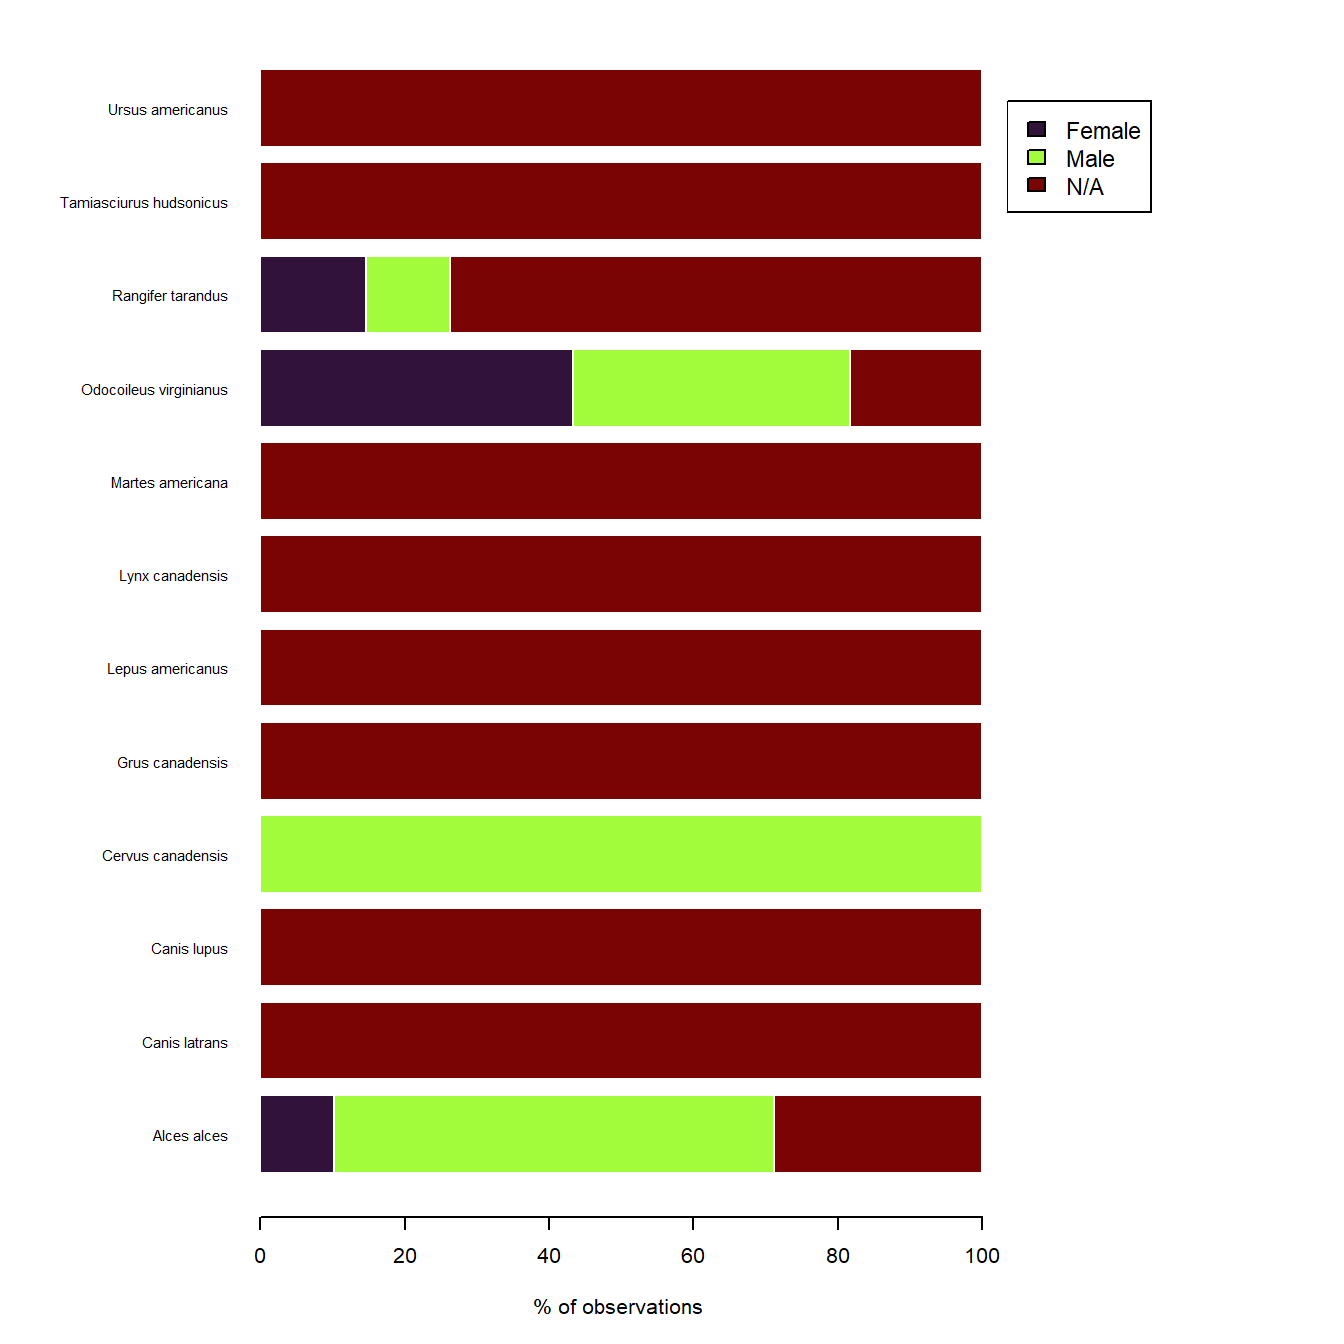 Ursus americanus
Tamiasciurus hudsonicus
Rangifer tarandus
Odocoileus virginianus
Martes americana
Lynx canadensis
Lepus americanus
Grus canadensis
Cervus canadensis
Canis lupus
Canis latrans
Alces alces
0 20 40 60 80 100
% of observations
Female
Male
N/A